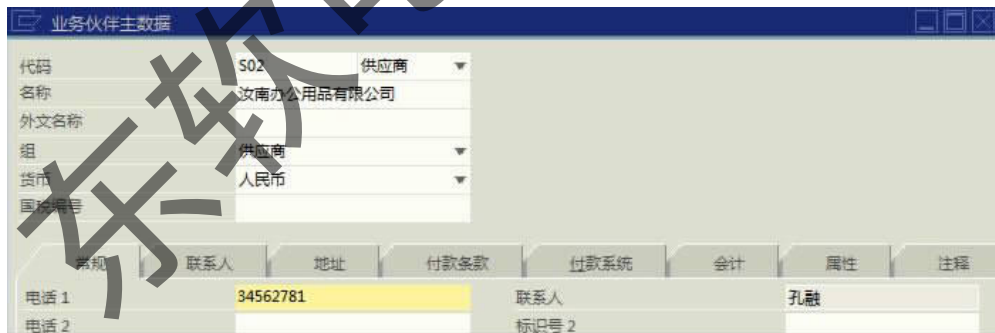 业务伙伴主数据
代码 S02 供应商
名称 汝南办公用品有限公司
外文名称
组 供应商
货币 人民币
国税编号
常规 联系人 地址 付款条款 付款系统 会计 属性 注释
电话 1 34562781 联系人 孔融
电话 2 标识号 2
东软